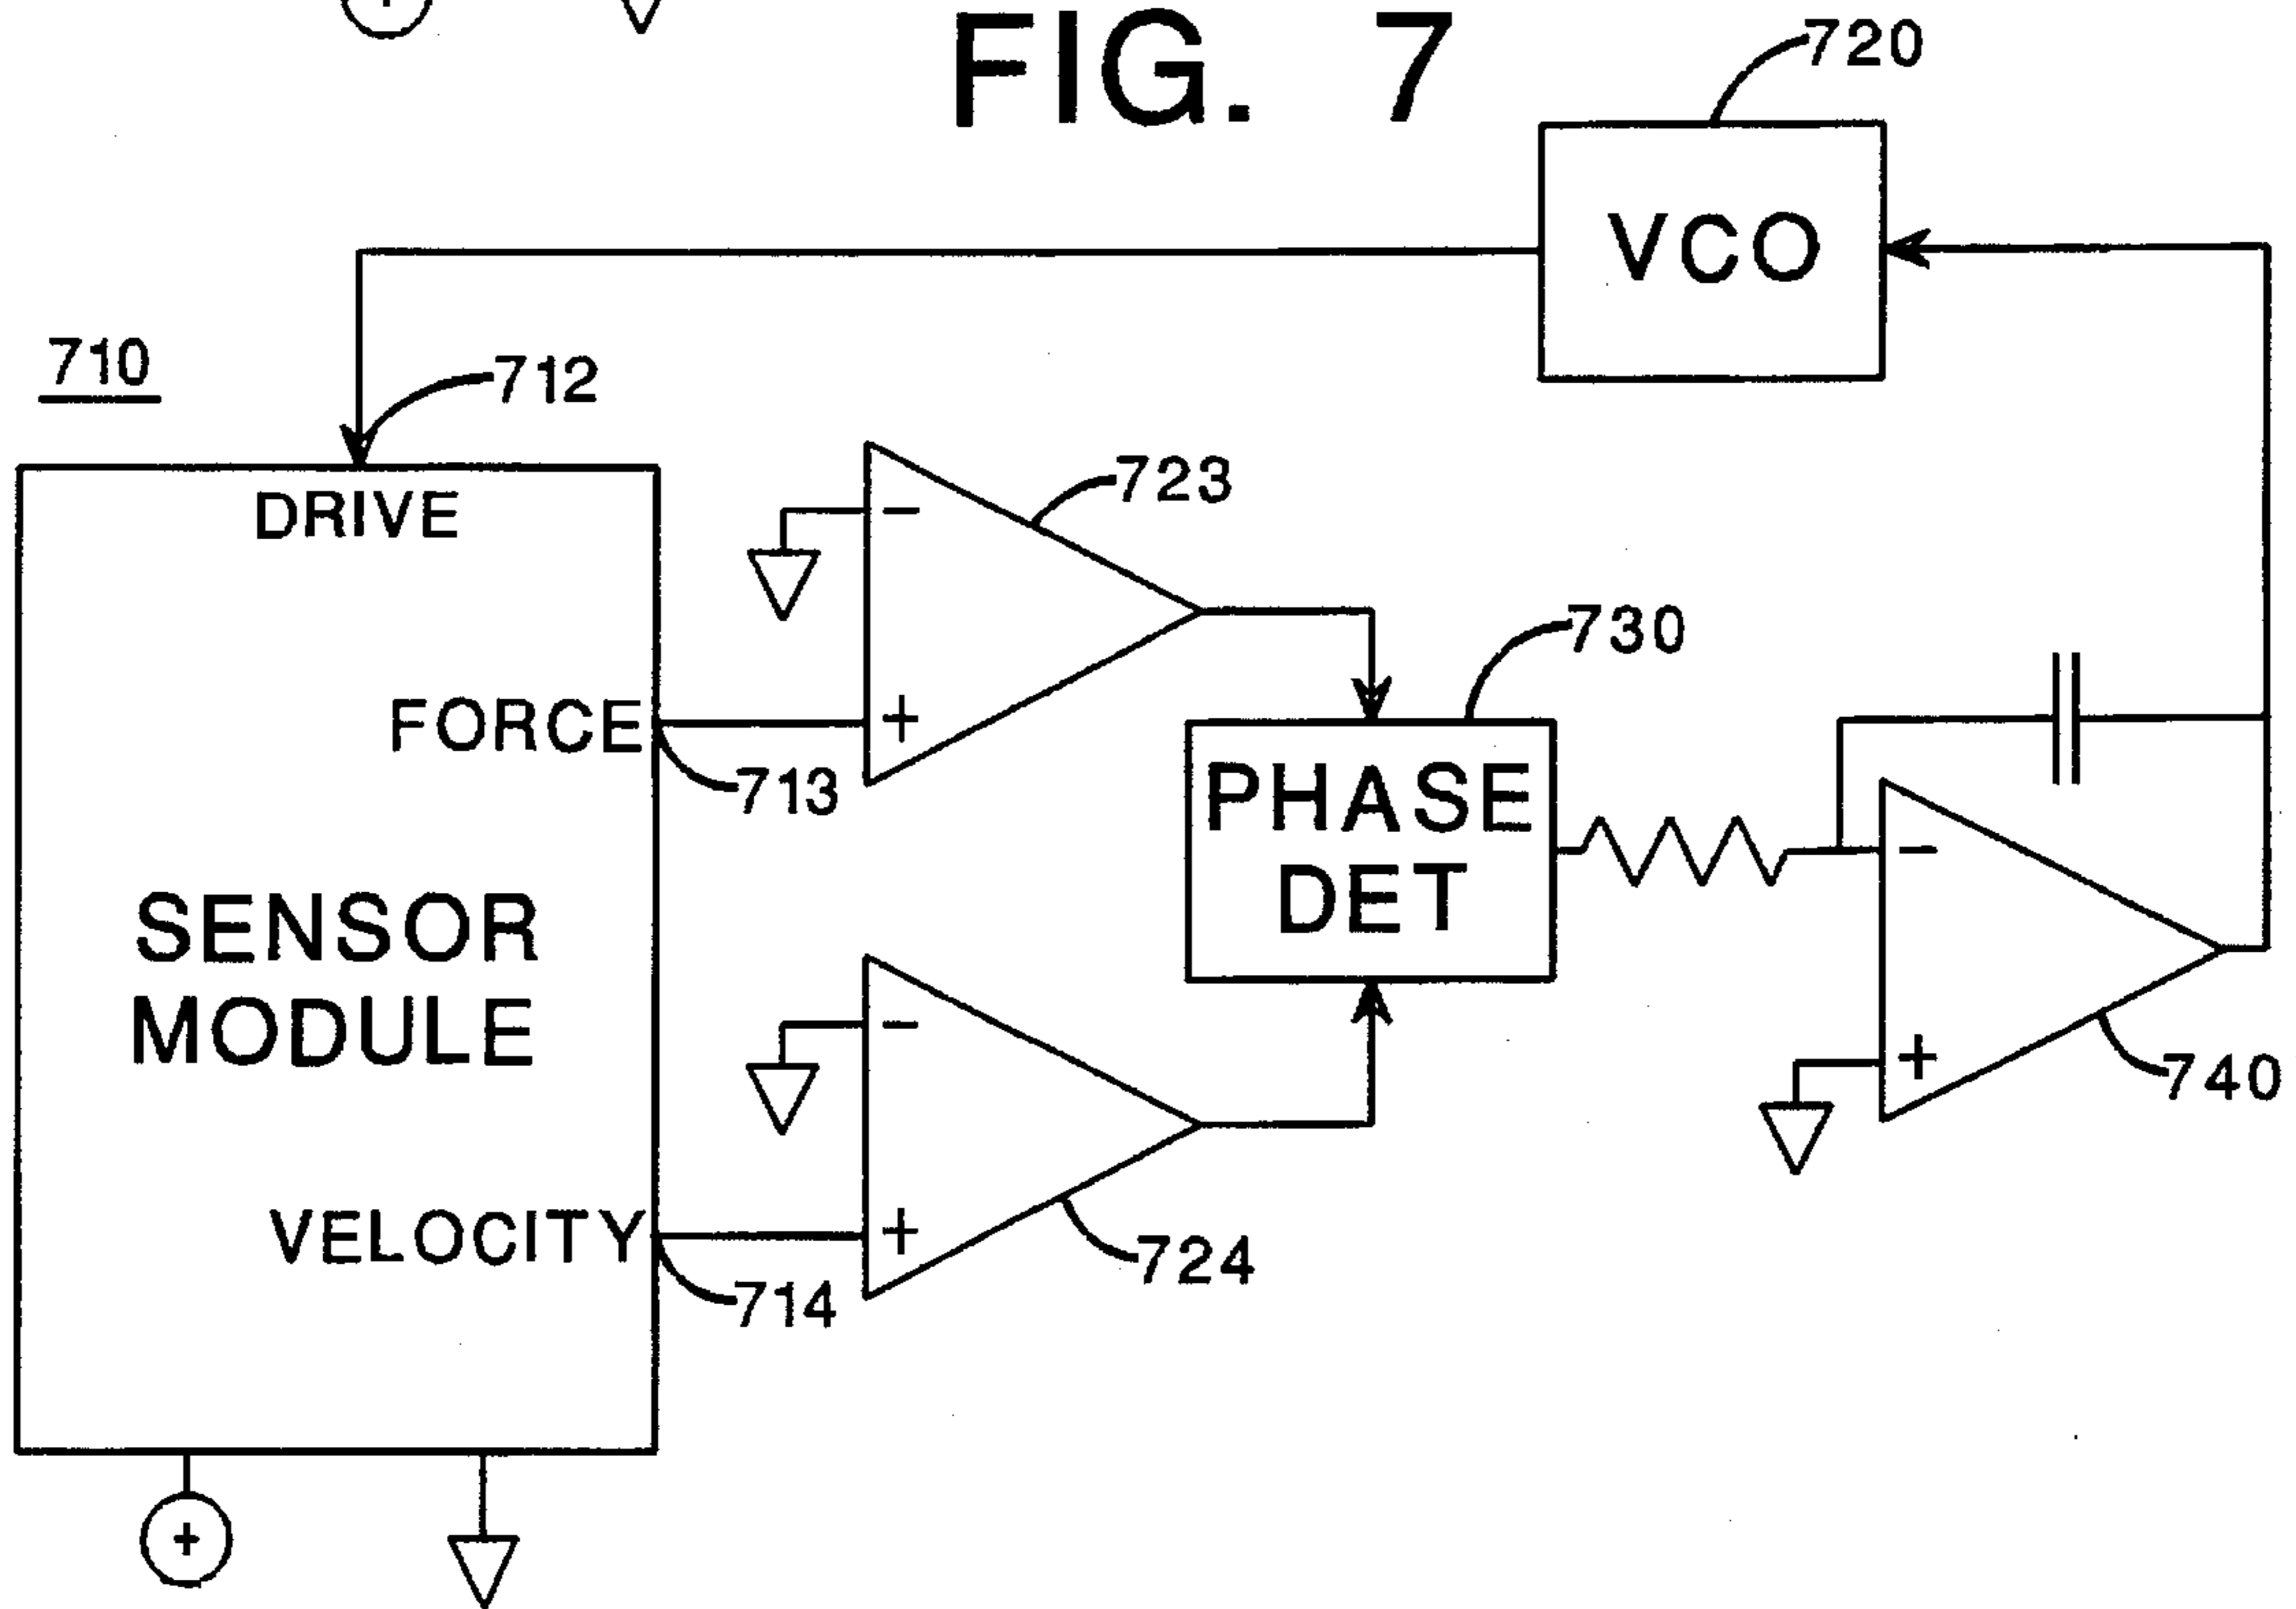 FIG. 7
720
VCO
710
712
DRIVE
-
723
FORCE
+
713
730
PHASE
DET
-
+
740
SENSOR
MODULE
-
VELOCITY
+
714
724
+